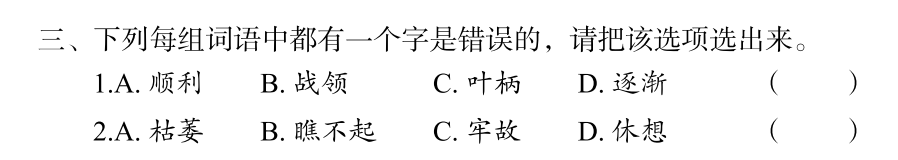 三、下列每组词语中都有一个字是错误的，请把该选项选出来。
1.A. 顺利 B. 战领 C. 叶柄 D. 逐渐 （ ）
2.A. 枯萎 B. 瞧不起 C. 牢故 D. 休想 （ ）